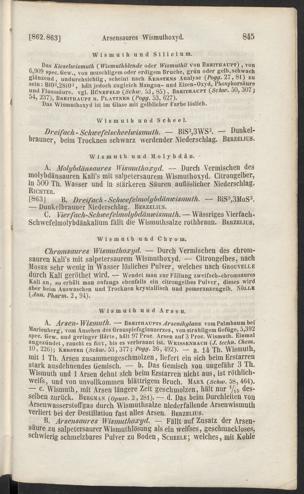 [862. 863] Arsensaures Wismuthoxyd. 845
Wismuth und Silicium.
Das Kieselwismuth (Wismuthblende oder Wismuthöl von BREITHAUPT), von
6,909 spec. Gew., von muschligem oder erdigem Bruche, grün oder gelb, schwach
glänzend, undurchsichtig, scheint nach KERSTENS Analyse (Pogg. 27, 81) zu
sein: BiO³,2SiO², hält jedoch zugleich Mangan- und Eisen-Oxyd, Phosphorsäure
und Flusssäure. vgl. HÜNEFELD (Schw. 53, 85), BREITHAUPT (Schw. 50, 307;
54, 237), BREITHAUPT u. PLATTNER (Pogg. 53, 627).
Das Wismuthoxyd ist im Glase mit gelblicher Farbe löslich.
Wismuth und Scheel.
Dreifach-Schwefelscheelwismuth. — BiS³,3WS³. — Dunkel-
brauner, beim Trocknen schwarz werdender Niederschlag. BERZELIUS.
Wismuth und Molybdän.
A. Molybdänsaures Wismuthoxyd. — Durch Vermischen des
molybdänsauren Kali's mit salpetersaurem Wismuthoxyd. Citrongelber,
in 500 Th. Wasser und in stärkeren Säuren auflöslicher Niederschlag.
RICHTER.
[863] B. Dreifach-Schwefelmolybdänwismuth. — BiS³,3MoS³.
— Dunkelbrauner Niederschlag. BERZELIUS.
C. Vierfach-Schwefelmolybdänwismuth. — Wässriges Vierfach-
Schwefelmolybdänkalium fällt die Wismuthsalze rothbraun. BERZELIUS.
Wismuth und Chrom.
Chromsaures Wismuthoxyd. — Durch Vermischen des chrom-
sauren Kali's mit salpetersaurem Wismuthoxyd. — Citrongelbes, nach
MOSER sehr wenig in Wasser lösliches Pulver, welches nach GROUVELLE
durch Kali geröthet wird. — Wendet man zur Fällung zweifach-chromsaures
Kali an, so erhält man anfangs ebenfalls ein citrongelbes Pulver, dieses wird
aber beim Auswaschen und Trocknen krystallisch und pomeranzengelb. NÖLLE
(Ann. Pharm. 2, 94).
Wismuth und Arsen.
A. Arsen-Wismuth. — BREITHAUPTS Arsenikglanz vom Palmbaum bei
Marienberg, vom Ansehen des Grauspiefsglanzerzes, von strahligem Gefüge, 5,392
spec. Gew. und geringer Härte, hält 97 Proc. Arsen und 3 Proc. Wismuth. Einmal
angezündet, raucht es fort, bis es verbrannt ist. WEISSENBACH (J. techn. Chem.
10, 226); KERSTEN (Schw. 53, 377; Pogg. 26, 492). — a. 14 Th. Wismuth,
mit 1 Th. Arsen zusammengeschmolzen, liefert ein sich beim Erstarren
stark ausdehnendes Gemisch. — b. Das Gemisch von ungefähr 3 Th.
Wismuth und 1 Arsen dehnt sich beim Erstarren nicht aus, ist röthlich-
weifs, und von unvollkommen blättrigem Bruch. MARX (Schw. 58, 464).
— c. Wismuth, mit Arsen längere Zeit geschmolzen, hält nur 1/15 des-
selben zurück. BERGMAN (Opusc. 2, 281). — d. Das beim Durchleiten von
Arsenwasserstoffgas durch Wismuthsalze niederfallende Arsenwismuth
verliert bei der Destillation fast alles Arsen. BERZELIUS.
B. Arsensaures Wismuthoxyd. — Fällt auf Zusatz der Arsen-
säure zu salpetersaurer Wismuthlösung als ein weifses, geschmackloses,
schwierig schmelzbares Pulver zu Boden, SCHEELE; welches, mit Kohle